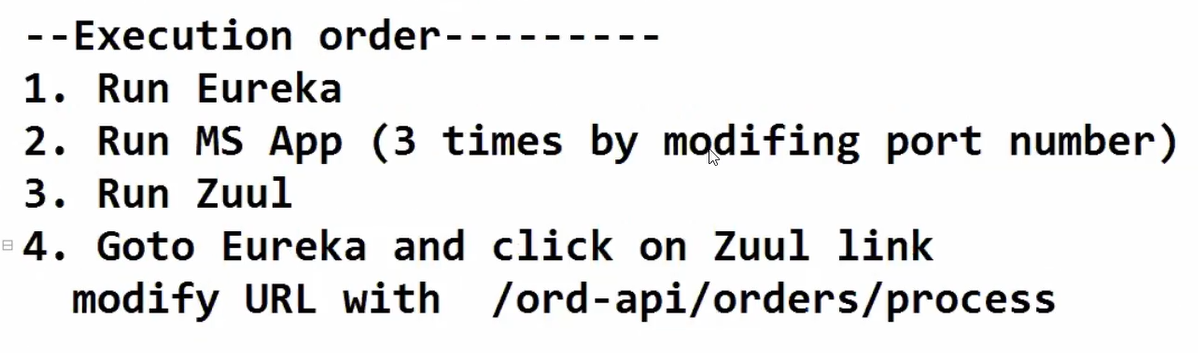 --Execution order---------
1. Run Eureka
2. Run MS App (3 times by modifing port number)
3. Run Zuul
4. Goto Eureka and click on Zuul link
modify URL with /ord-api/orders/process